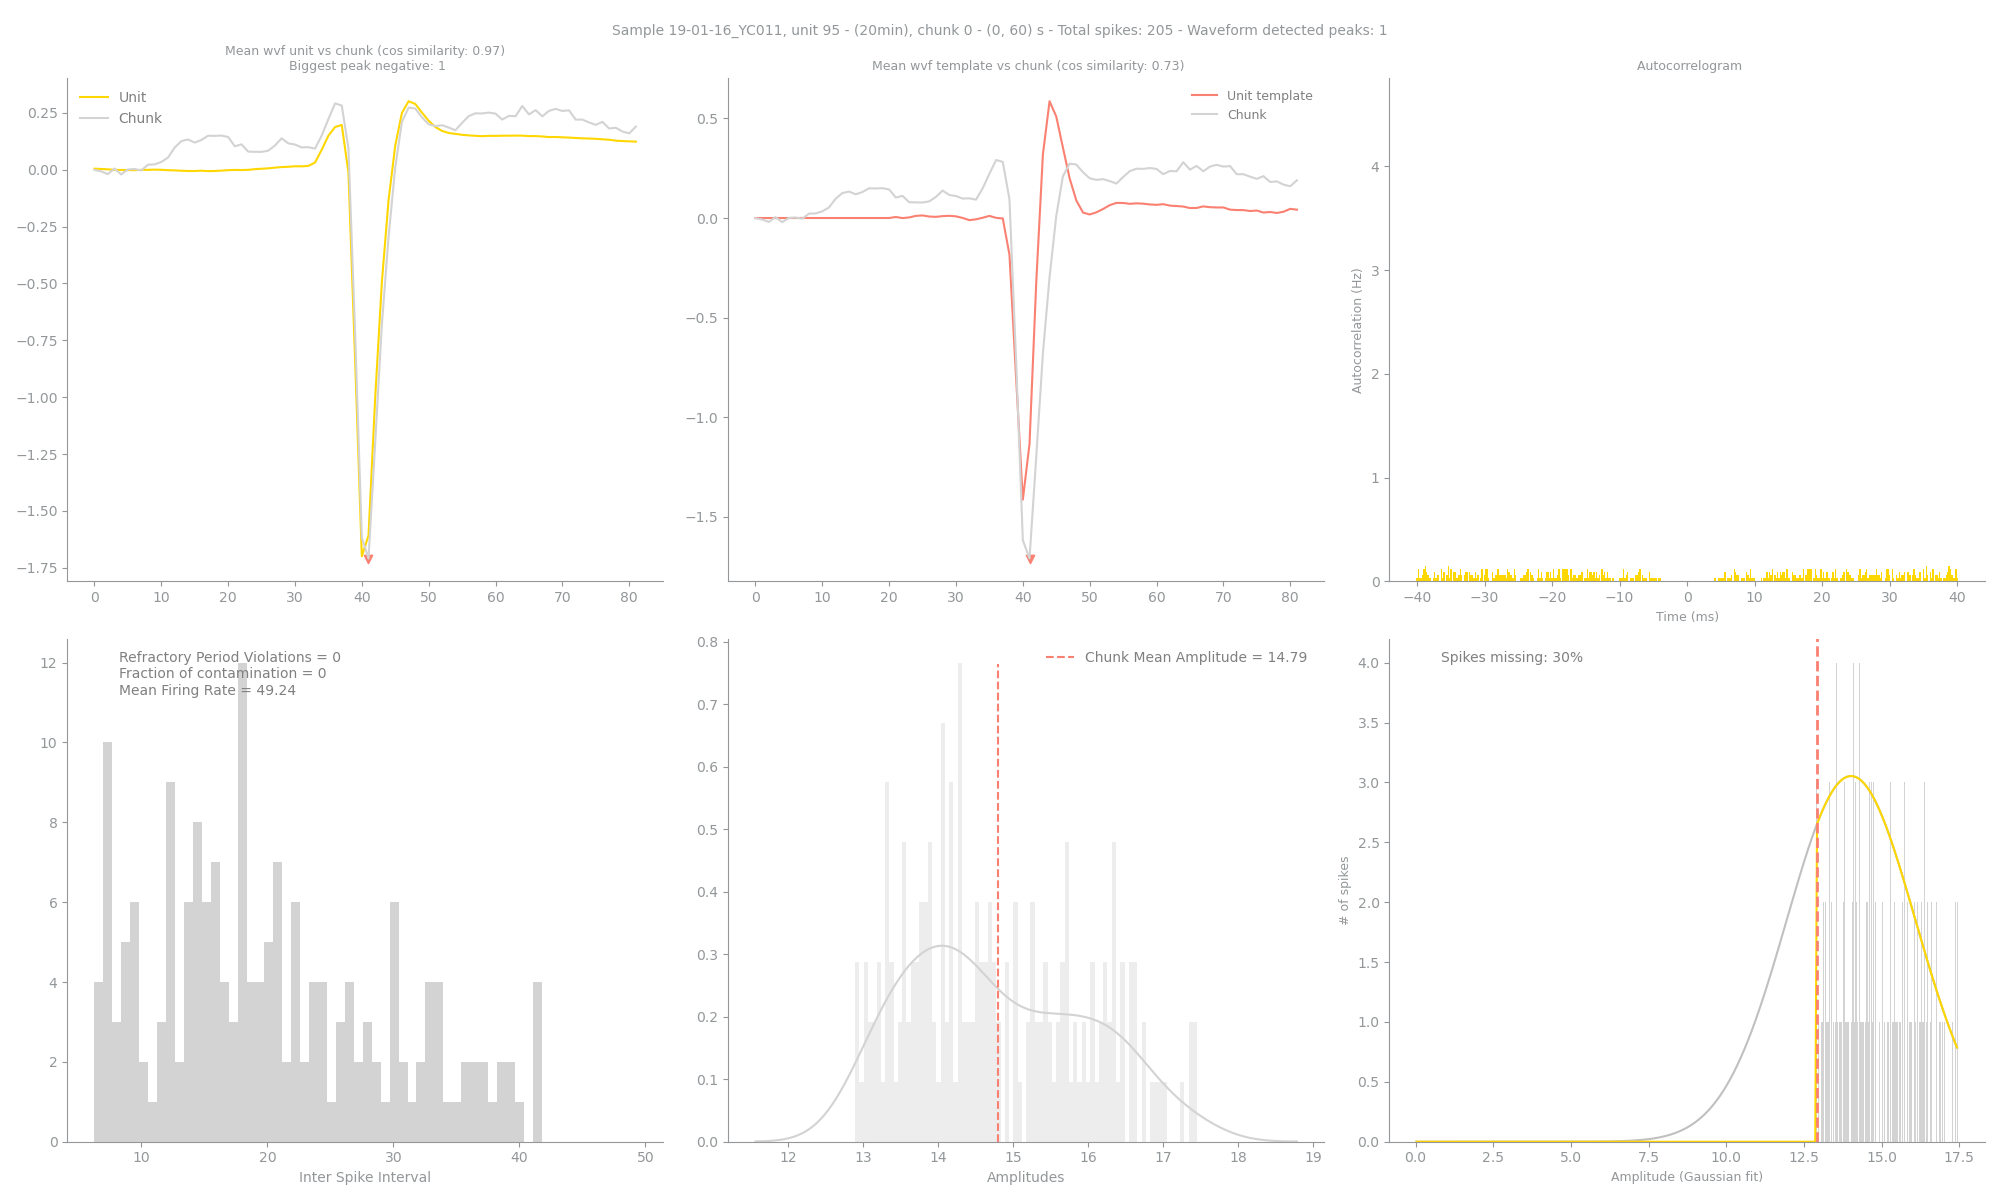 Sample 19-01-16_YC011, unit 95 - (20min), chunk 0 - (0, 60) s - Total spikes: 205 - Waveform detected peaks: 1
Mean wvf unit vs chunk (cos similarity: 0.97)
Biggest peak negative: 1
Unit
Chunk
0.25
0.00
−0.25
−0.50
−0.75
−1.00
−1.25
−1.50
−1.75
0 10 20 30 40 50 60 70 80
Mean wvf template vs chunk (cos similarity: 0.73)
Unit template
Chunk
0.5
0.0
−0.5
−1.0
−1.5
0 10 20 30 40 50 60 70 80
Autocorrelogram
Autocorrelation (Hz)
4
3
2
1
0
−40 −30 −20 −10 0 10 20 30 40
Time (ms)
Refractory Period Violations = 0
Fraction of contamination = 0
Mean Firing Rate = 49.24
12
10
8
6
4
2
0
10 20 30 40 50
Inter Spike Interval
Chunk Mean Amplitude = 14.79
0.8
0.7
0.6
0.5
0.4
0.3
0.2
0.1
0.0
12 13 14 15 16 17 18 19
Amplitudes
Spikes missing: 30%
# of spikes
4.0
3.5
3.0
2.5
2.0
1.5
1.0
0.5
0.0
0.0 2.5 5.0 7.5 10.0 12.5 15.0 17.5
Amplitude (Gaussian fit)